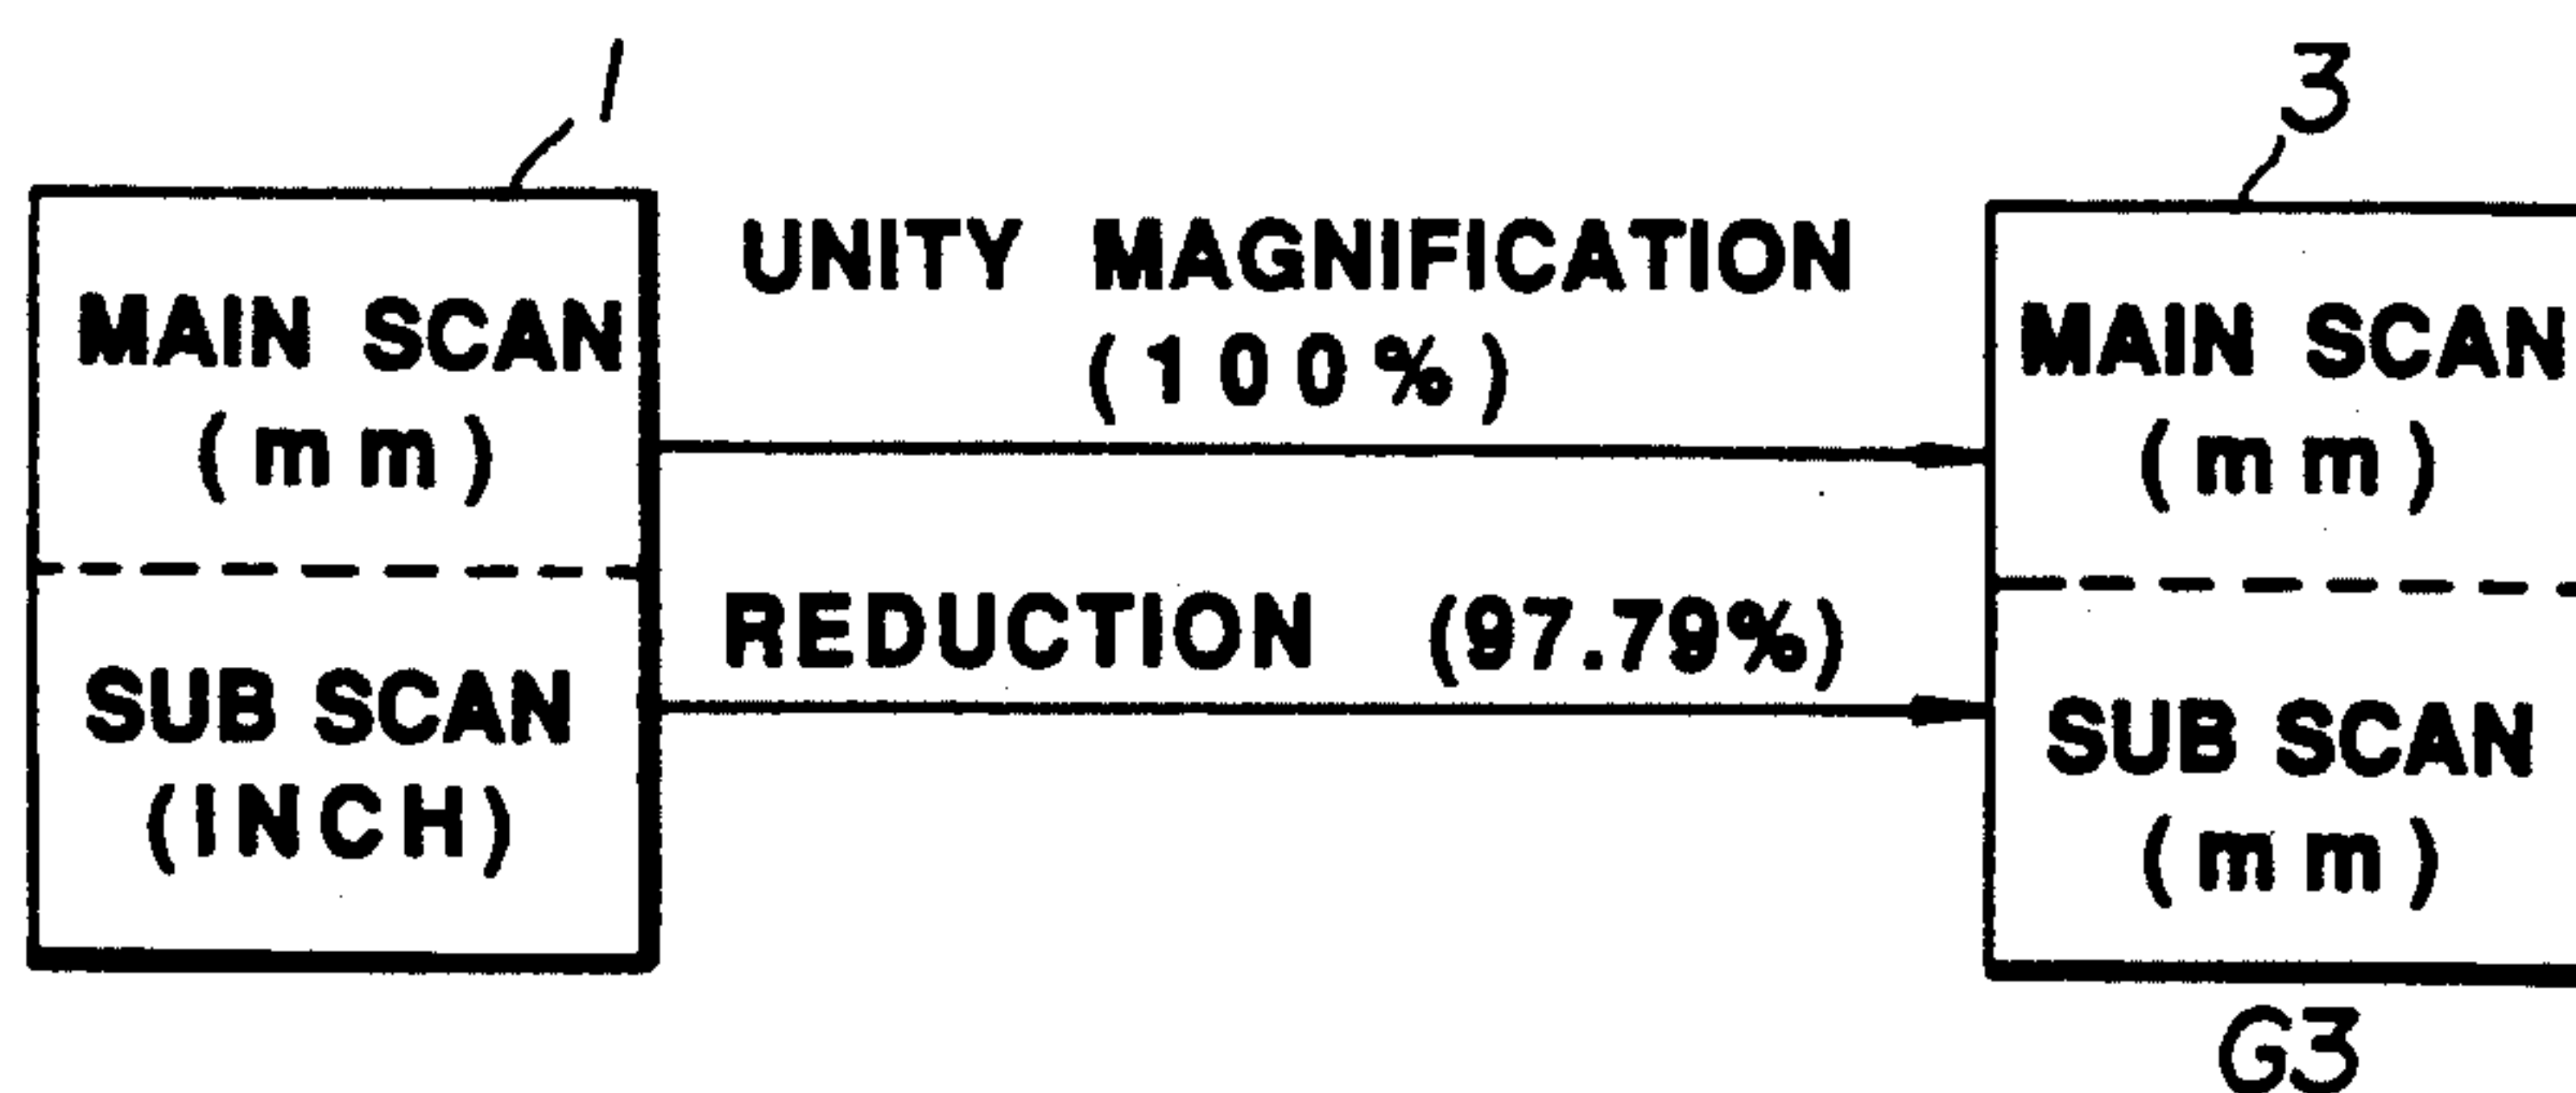 1
MAIN SCAN
(mm)
SUB SCAN
(INCH)
UNITY MAGNIFICATION
(100%)
REDUCTION (97.79%)
3
MAIN SCAN
(mm)
SUB SCAN
(mm)
G3